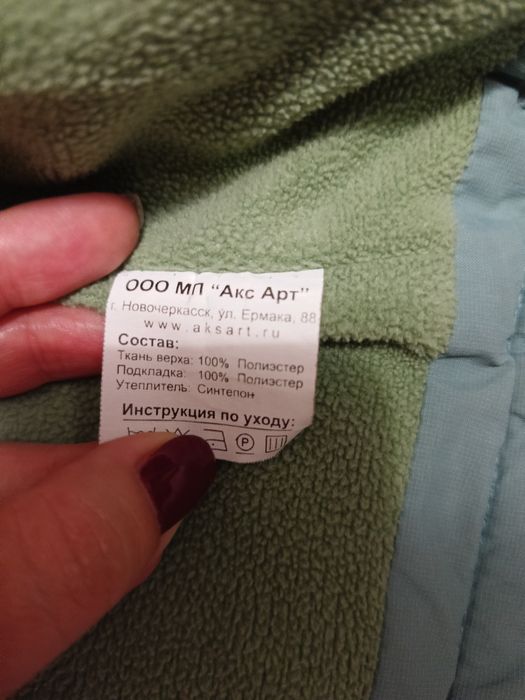 ООО МП "Акс Арт"
г. Новочеркасск, ул. Ермака, 88
www.aksart.ru
Состав:
Ткань верха: 100% Полиэстер
Подкладка: 100% Полиэстер
Утеплитель: Синтепон
Инструкция по уходу:
P